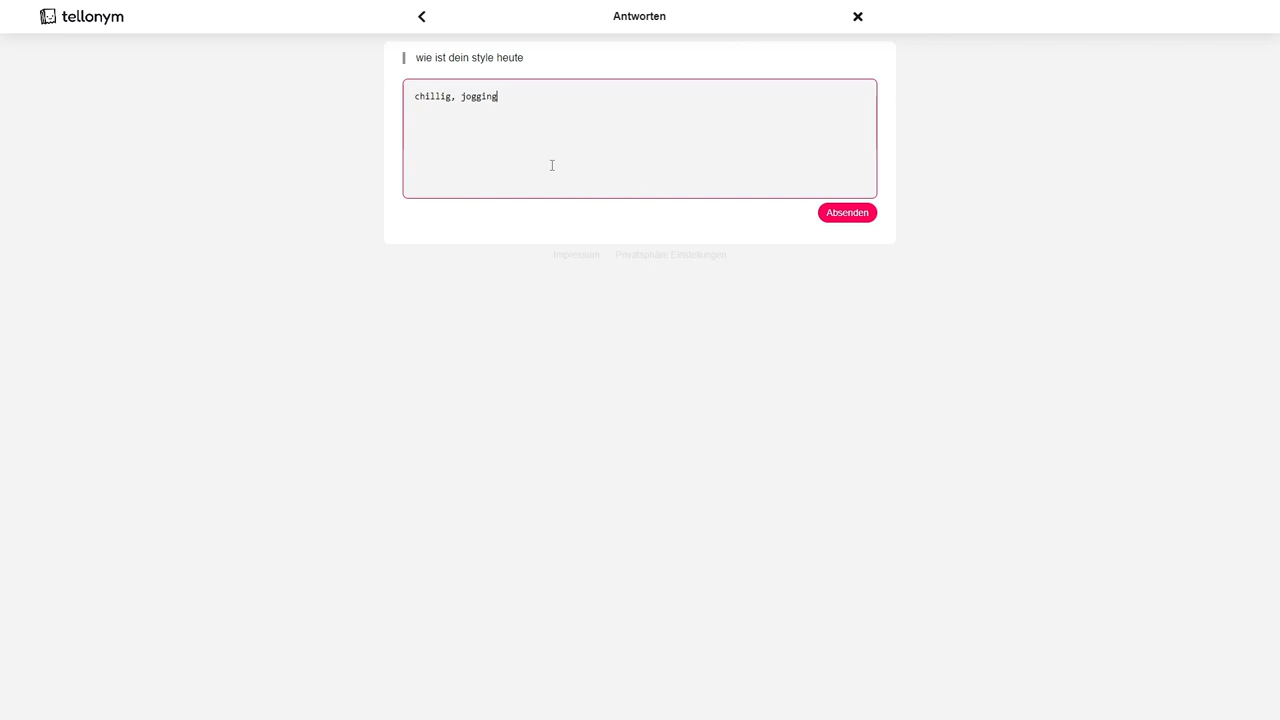 tellonym
Antworten
wie ist dein style heute
chillig, jogging
Absenden
Impressum Privatsphäre Einstellungen